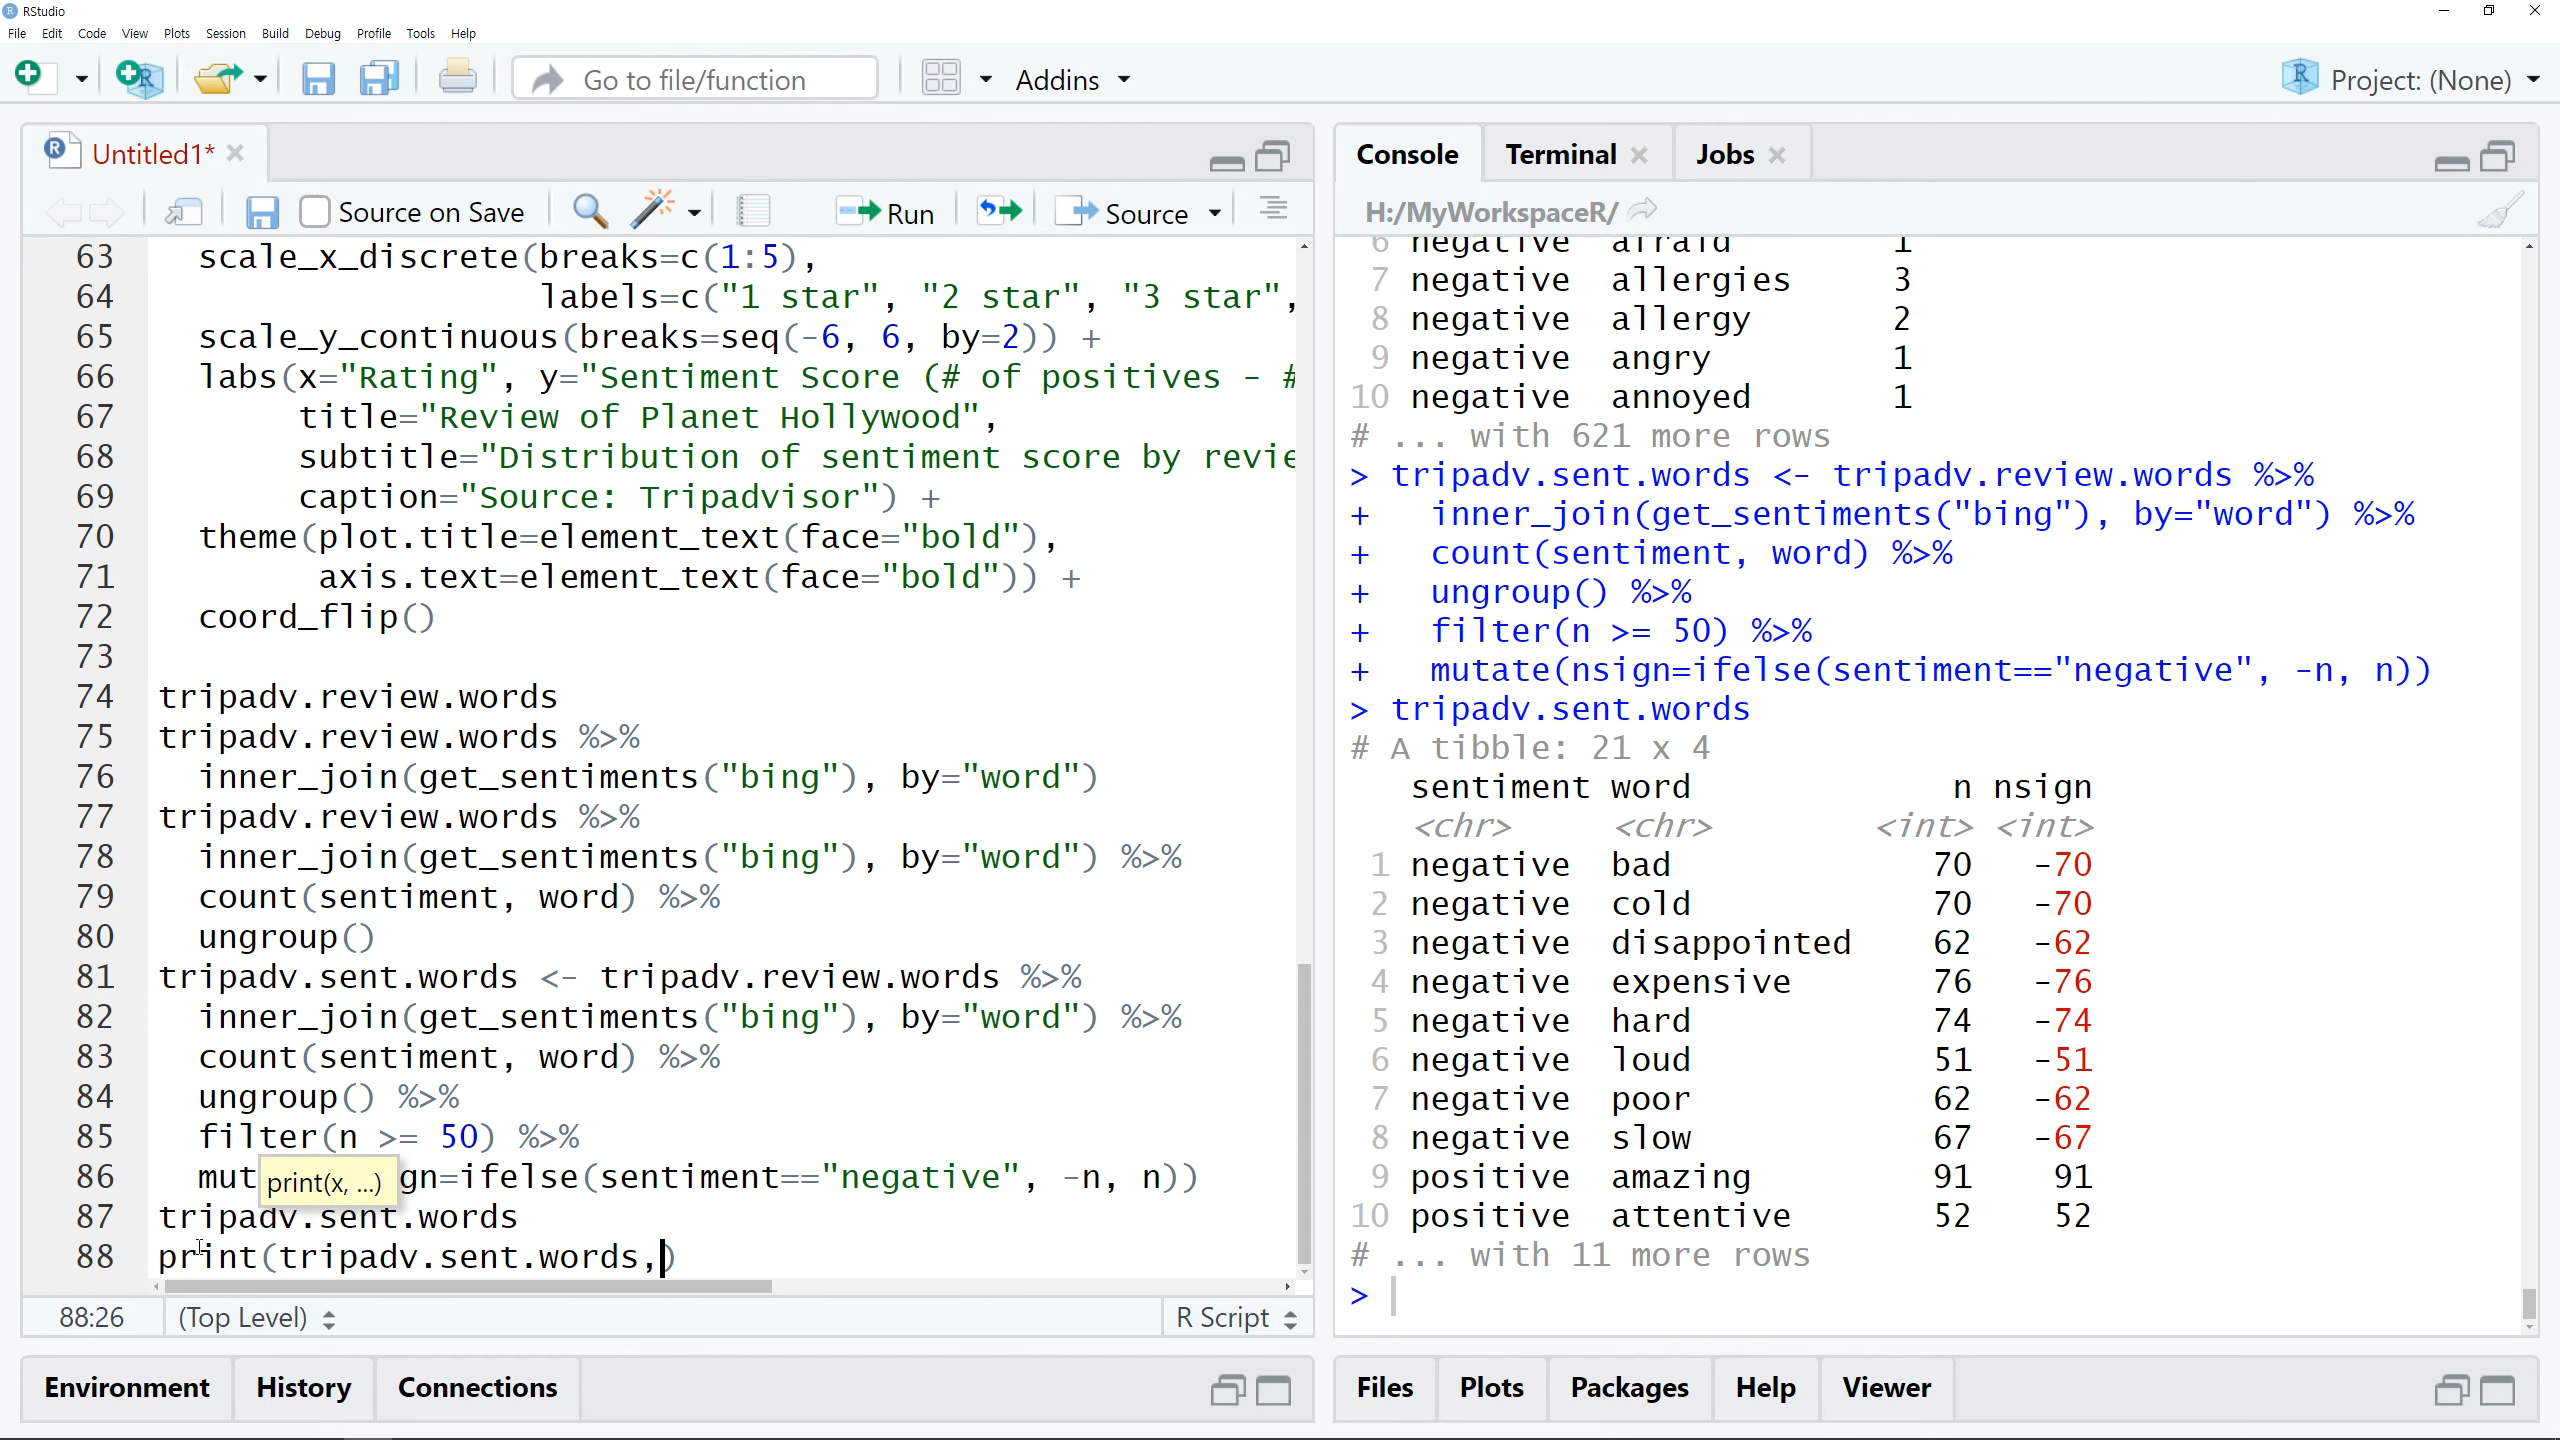 RStudio
File Edit Code View Plots Session Build Debug Profile Tools Help
Go to file/function Addins Project: (None)
Untitled1*
Source on Save Run Source
63 scale_x_discrete(breaks=c(1:5),
64 labels=c("1 star", "2 star", "3 star",
65 scale_y_continuous(breaks=seq(-6, 6, by=2)) +
66 labs(x="Rating", y="Sentiment Score (# of positives - #
67 title="Review of Planet Hollywood",
68 subtitle="Distribution of sentiment score by revie
69 caption="Source: Tripadvisor") +
70 theme(plot.title=element_text(face="bold"),
71 axis.text=element_text(face="bold")) +
72 coord_flip()
73
74 tripadv.review.words
75 tripadv.review.words %>%
76 inner_join(get_sentiments("bing"), by="word")
77 tripadv.review.words %>%
78 inner_join(get_sentiments("bing"), by="word") %>%
79 count(sentiment, word) %>%
80 ungroup()
81 tripadv.sent.words <- tripadv.review.words %>%
82 inner_join(get_sentiments("bing"), by="word") %>%
83 count(sentiment, word) %>%
84 ungroup() %>%
85 filter(n >= 50) %>%
86 mut gn=ifelse(sentiment=="negative", -n, n))
print(x, ...)
87 tripadv.sent.words
88 print(tripadv.sent.words,)
88:26 (Top Level) R Script
Environment History Connections
Console Terminal Jobs
H:/MyWorkspaceR/
6 negative afraid 1
7 negative allergies 3
8 negative allergy 2
9 negative angry 1
10 negative annoyed 1
# ... with 621 more rows
> tripadv.sent.words <- tripadv.review.words %>%
+ inner_join(get_sentiments("bing"), by="word") %>%
+ count(sentiment, word) %>%
+ ungroup() %>%
+ filter(n >= 50) %>%
+ mutate(nsign=ifelse(sentiment=="negative", -n, n))
> tripadv.sent.words
# A tibble: 21 x 4
sentiment word n nsign
<chr> <chr> <int> <int>
1 negative bad 70 -70
2 negative cold 70 -70
3 negative disappointed 62 -62
4 negative expensive 76 -76
5 negative hard 74 -74
6 negative loud 51 -51
7 negative poor 62 -62
8 negative slow 67 -67
9 positive amazing 91 91
10 positive attentive 52 52
# ... with 11 more rows
>
Files Plots Packages Help Viewer